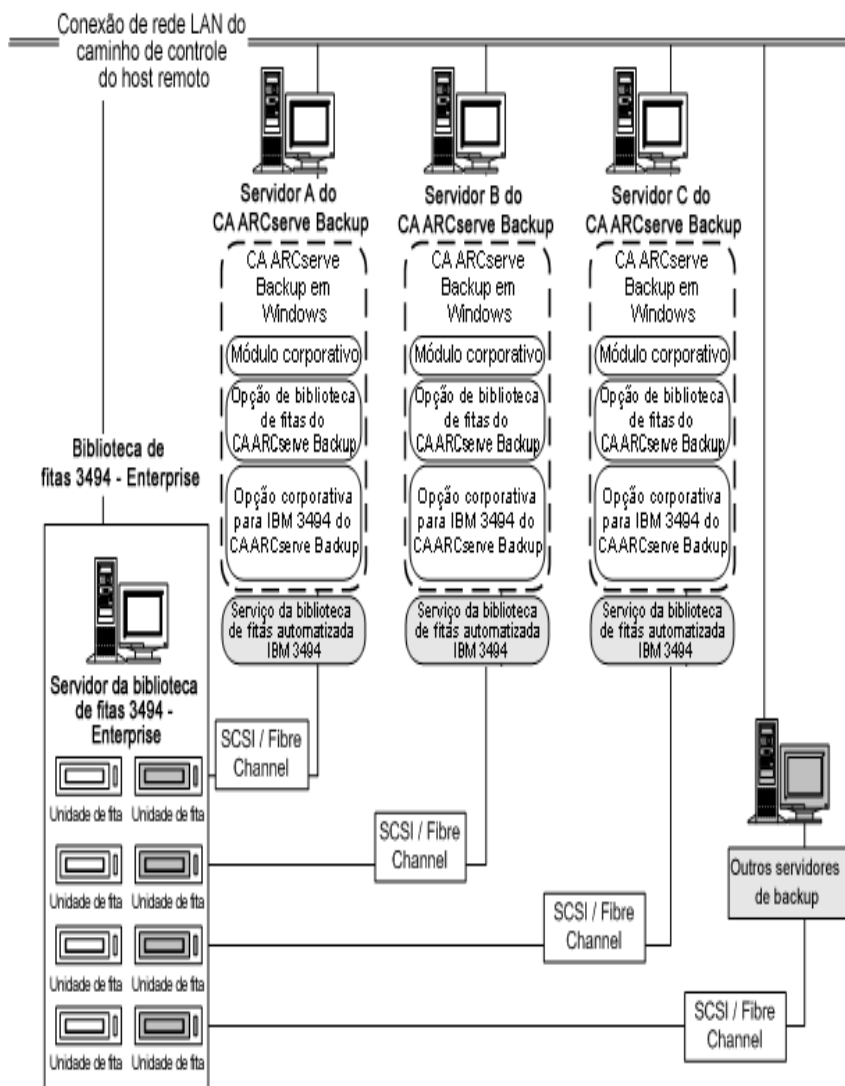 Conexão de rede LAN do
caminho de controle
do host remoto
Servidor A do
CA ARCserve Backup
CA ARCserve
Backup em
Windows
Módulo corporativo
Opção de biblioteca
de fitas do
CAARCserve Backup
Opção corporativa
para IBM 3494 do
CAARCserve Backup
Serviço da biblioteca
de fitas automatizada
IBM 3494
Servidor B do
CA ARCserve Backup
CA ARCserve
Backup em
Windows
Módulo corporativo
Opção de biblioteca
de fitas do
CAARCserve Backup
Opção corporativa
para IBM 3494 do
CAARCserve Backup
Serviço da biblioteca
de fitas automatizada
IBM 3494
Servidor C do
CA ARCserve Backup
CA ARCserve
Backup em
Windows
Módulo corporativo
Opção de biblioteca
de fitas do
CAARCserve Backup
Opção corporativa
para IBM 3494 do
CAARCserve Backup
Serviço da biblioteca
de fitas automatizada
IBM 3494
Biblioteca de
fitas 3494 - Enterprise
Servidor da biblioteca
de fitas 3494 -
Enterprise
Unidade de fita Unidade de fita
Unidade de fita Unidade de fita
Unidade de fita Unidade de fita
Unidade de fita Unidade de fita
SCSI / Fibre
Channel
SCSI / Fibre
Channel
SCSI / Fibre
Channel
SCSI / Fibre
Channel
Outros servidores
de backup